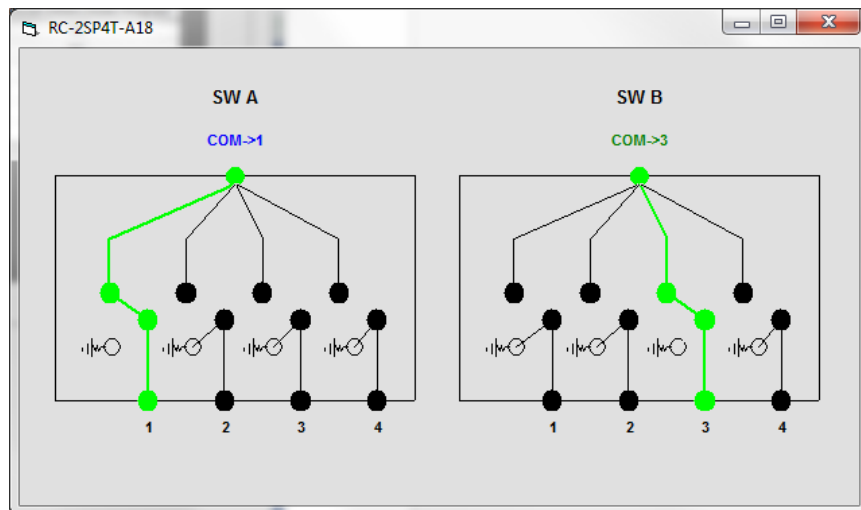 RC-2SP4T-A18
SW A
SW B
COM->1
COM->3
1 2 3 4
1 2 3 4